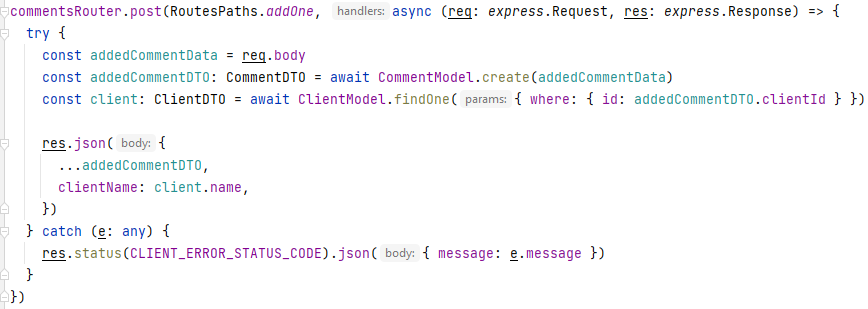 commentsRouter.post(RoutesPaths.addOne, handlers: async (req: express.Request, res: express.Response) => {
  try {
    const addedCommentData = req.body
    const addedCommentDTO: CommentDTO = await CommentModel.create(addedCommentData)
    const client: ClientDTO = await ClientModel.findOne( params: { where: { id: addedCommentDTO.clientId } })

    res.json( body: {
      ...addedCommentDTO,
      clientName: client.name,
    })
  } catch (e: any) {
    res.status(CLIENT_ERROR_STATUS_CODE).json( body: { message: e.message })
  }
})